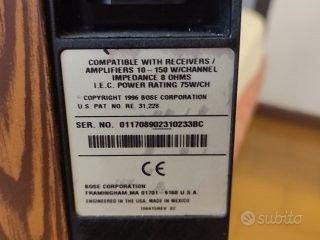 COMPATIBLE WITH RECEIVERS /
AMPLIFIERS 10 - 150 W/CHANNEL
IMPEDANCE 8 OHMS
I.E.C. POWER RATING 75W/CH
COPYRIGHT 1996 BOSE CORPORATION
U.S. PAT NO. RE. 31,228
SER. NO. 011708902310233BC
CE
BOSE CORPORATION
FRAMINGHAM, MA 01701 - 9168 U.S.A.
ENGINEERED IN THE USA, MADE IN MEXICO
subito